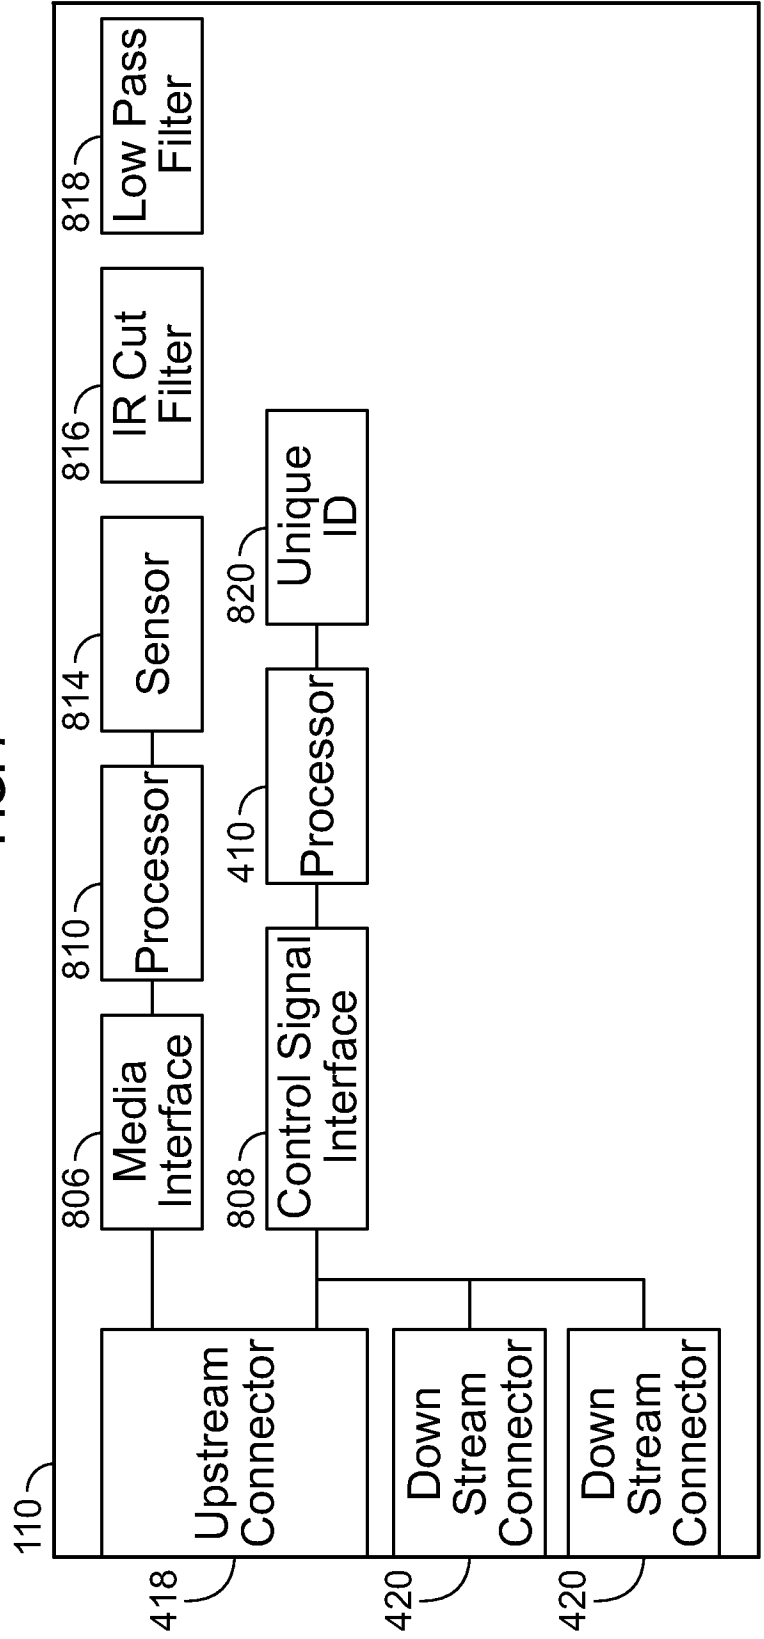 110
418
Upstream
Connector
420
Down
Stream
Connector
420
Down
Stream
Connector
806
Media
Interface
810
Processor
814
Sensor
816
IR Cut
Filter
818
Low Pass
Filter
808
Control Signal
Interface
410
Processor
820
Unique
ID